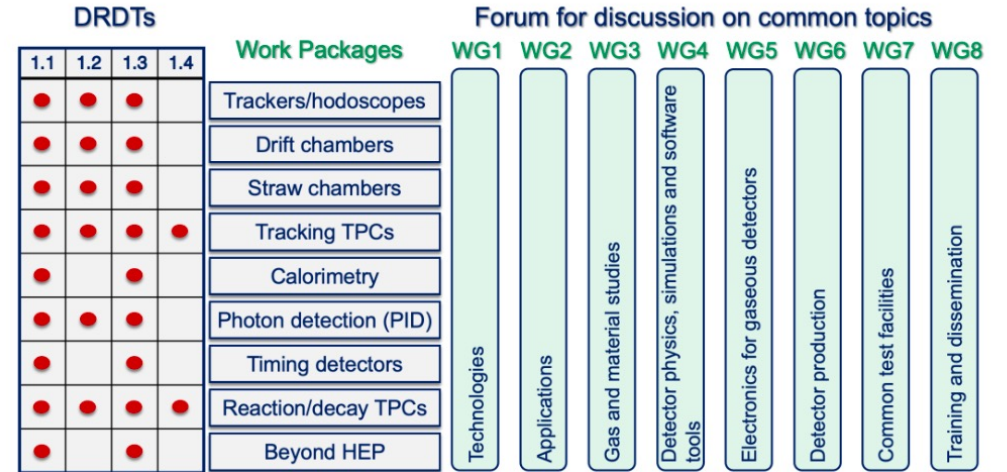 DRDTs
Forum for discussion on common topics
Work Packages
WG1 WG2 WG3 WG4 WG5 WG6 WG7 WG8
1.1 1.2 1.3 1.4
Trackers/hodoscopes
Drift chambers
Straw chambers
Tracking TPCs
Calorimetry
Photon detection (PID)
Timing detectors
Reaction/decay TPCs
Beyond HEP
Technologies
Applications
Gas and material studies
Detector physics, simulations and software
tools
Electronics for gaseous detectors
Detector production
Common test facilities
Training and dissemination